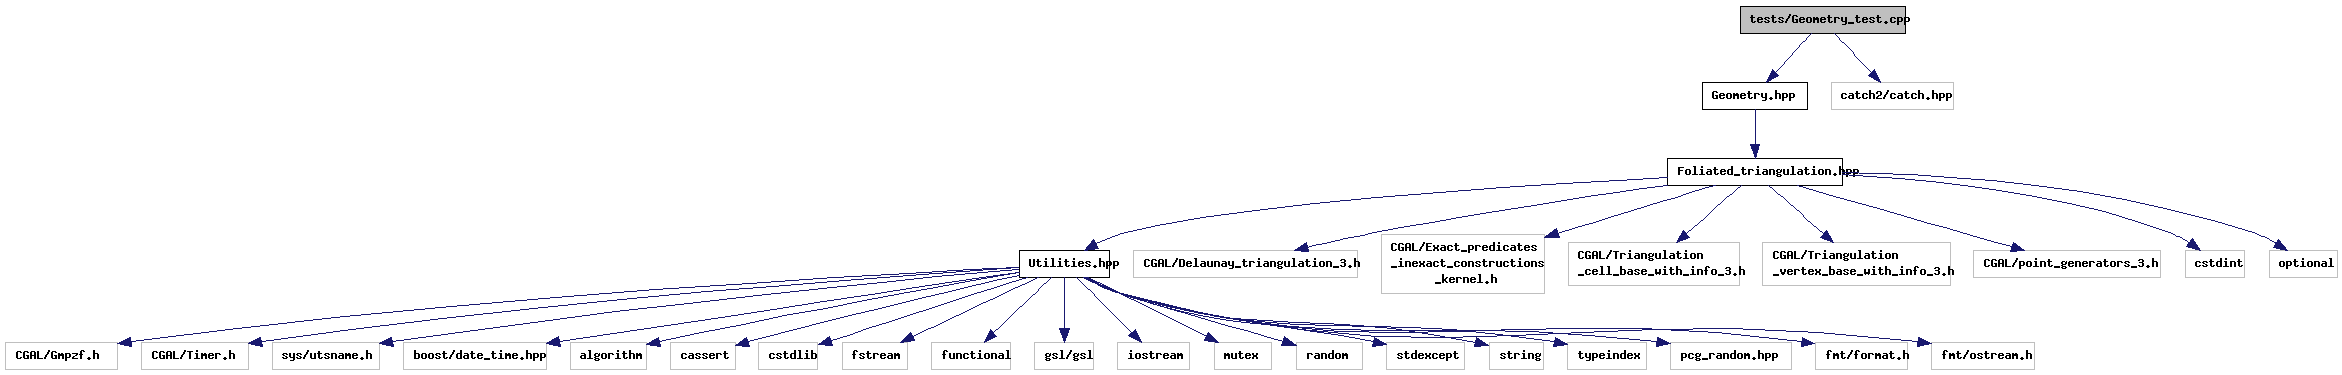 tests/Geometry_test.cpp
Geometry.hpp
catch2/catch.hpp
Foliated_triangulation.hpp
Utilities.hpp
CGAL/Delaunay_triangulation_3.h
CGAL/Exact_predicates
_inexact_constructions
_kernel.h
CGAL/Triangulation
_cell_base_with_info_3.h
CGAL/Triangulation
_vertex_base_with_info_3.h
CGAL/point_generators_3.h
cstdint
optional
CGAL/Gmpzf.h
CGAL/Timer.h
sys/utsname.h
boost/date_time.hpp
algorithm
cassert
cstdlib
fstream
functional
gsl/gsl
iostream
mutex
random
stdexcept
string
typeindex
pcg_random.hpp
fmt/format.h
fmt/ostream.h